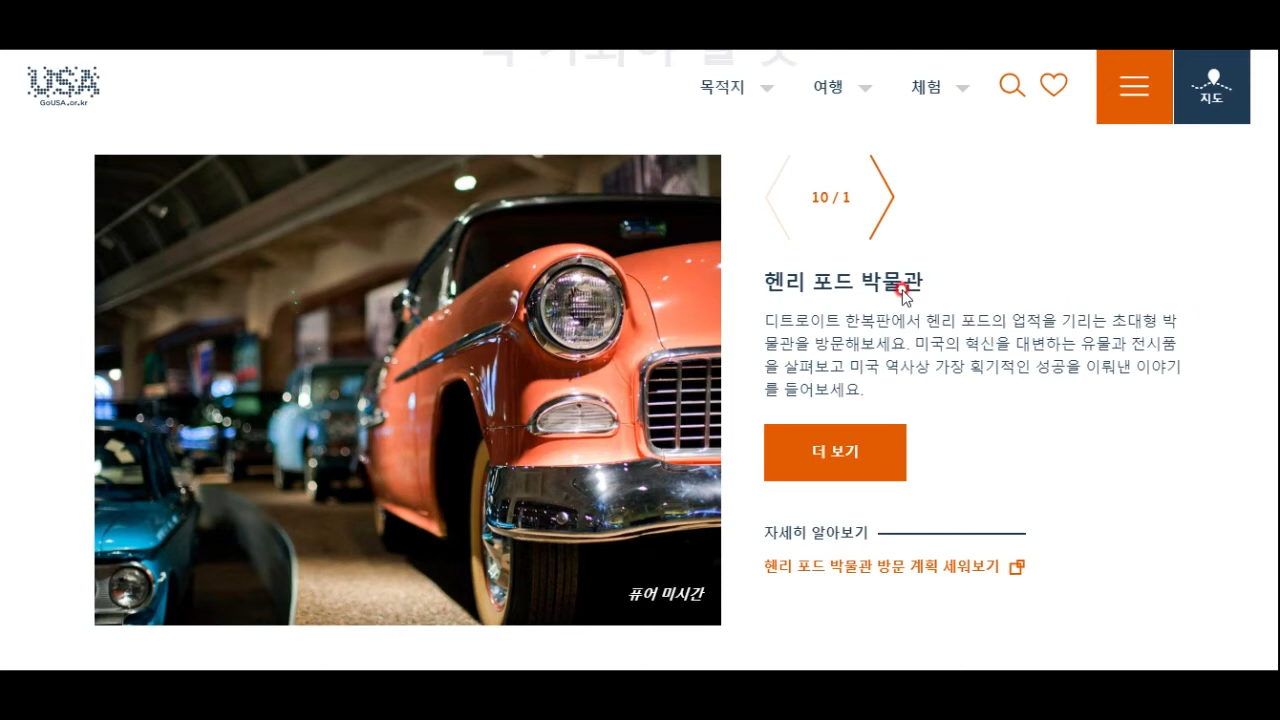 USA
GoUSA.or.kr
목적지
여행
체험
지도
10 / 1
헨리 포드 박물관
디트로이트 한복판에서 헨리 포드의 업적을 기리는 초대형 박
물관을 방문해보세요. 미국의 혁신을 대변하는 유물과 전시품
을 살펴보고 미국 역사상 가장 획기적인 성공을 이뤄낸 이야기
를 들어보세요.
더 보기
자세히 알아보기
헨리 포드 박물관 방문 계획 세워보기
퓨어 미시간